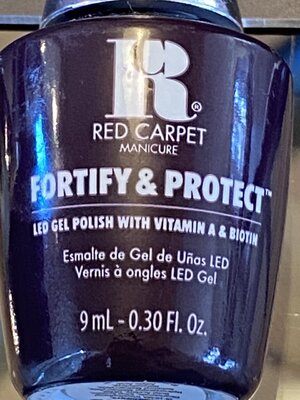 R®
RED CARPET
MANICURE
FORTIFY & PROTECT™
LED GEL POLISH WITH VITAMIN A & BIOTIN
Esmalte de Gel de Uñas LED
Vernis à ongles LED Gel
9 mL - 0.30 Fl. Oz.